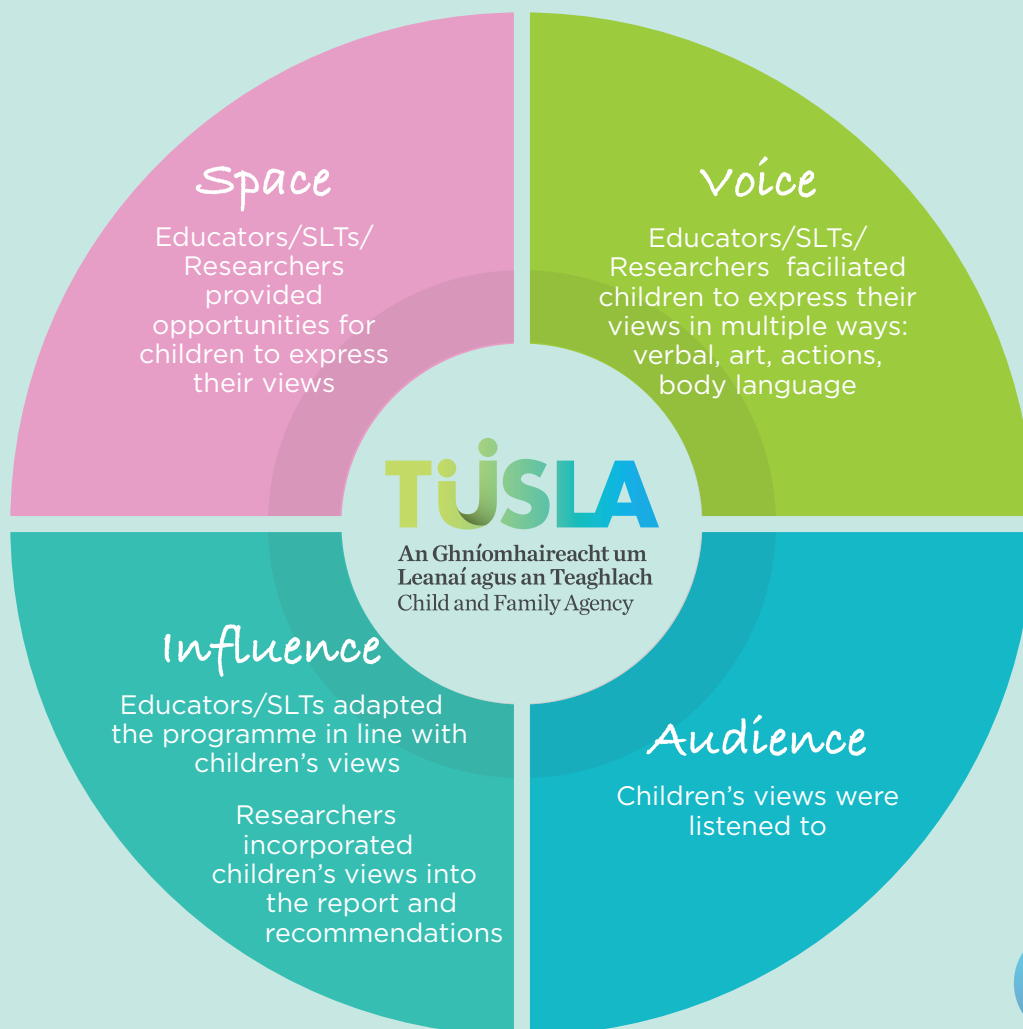 Space
Educators/SLTs/
Researchers
provided
opportunities for
children to express
their views
Voice
Educators/SLTs/
Researchers faciliated
children to express their
views in multiple ways:
verbal, art, actions,
body language
TUSLA
An Ghníomhaireacht um
Leanaí agus an Teaghlach
Child and Family Agency
Influence
Educators/SLTs adapted
the programme in line with
children’s views
Researchers
incorporated
children’s views into
the report and
recommendations
Audience
Children’s views were
listened to